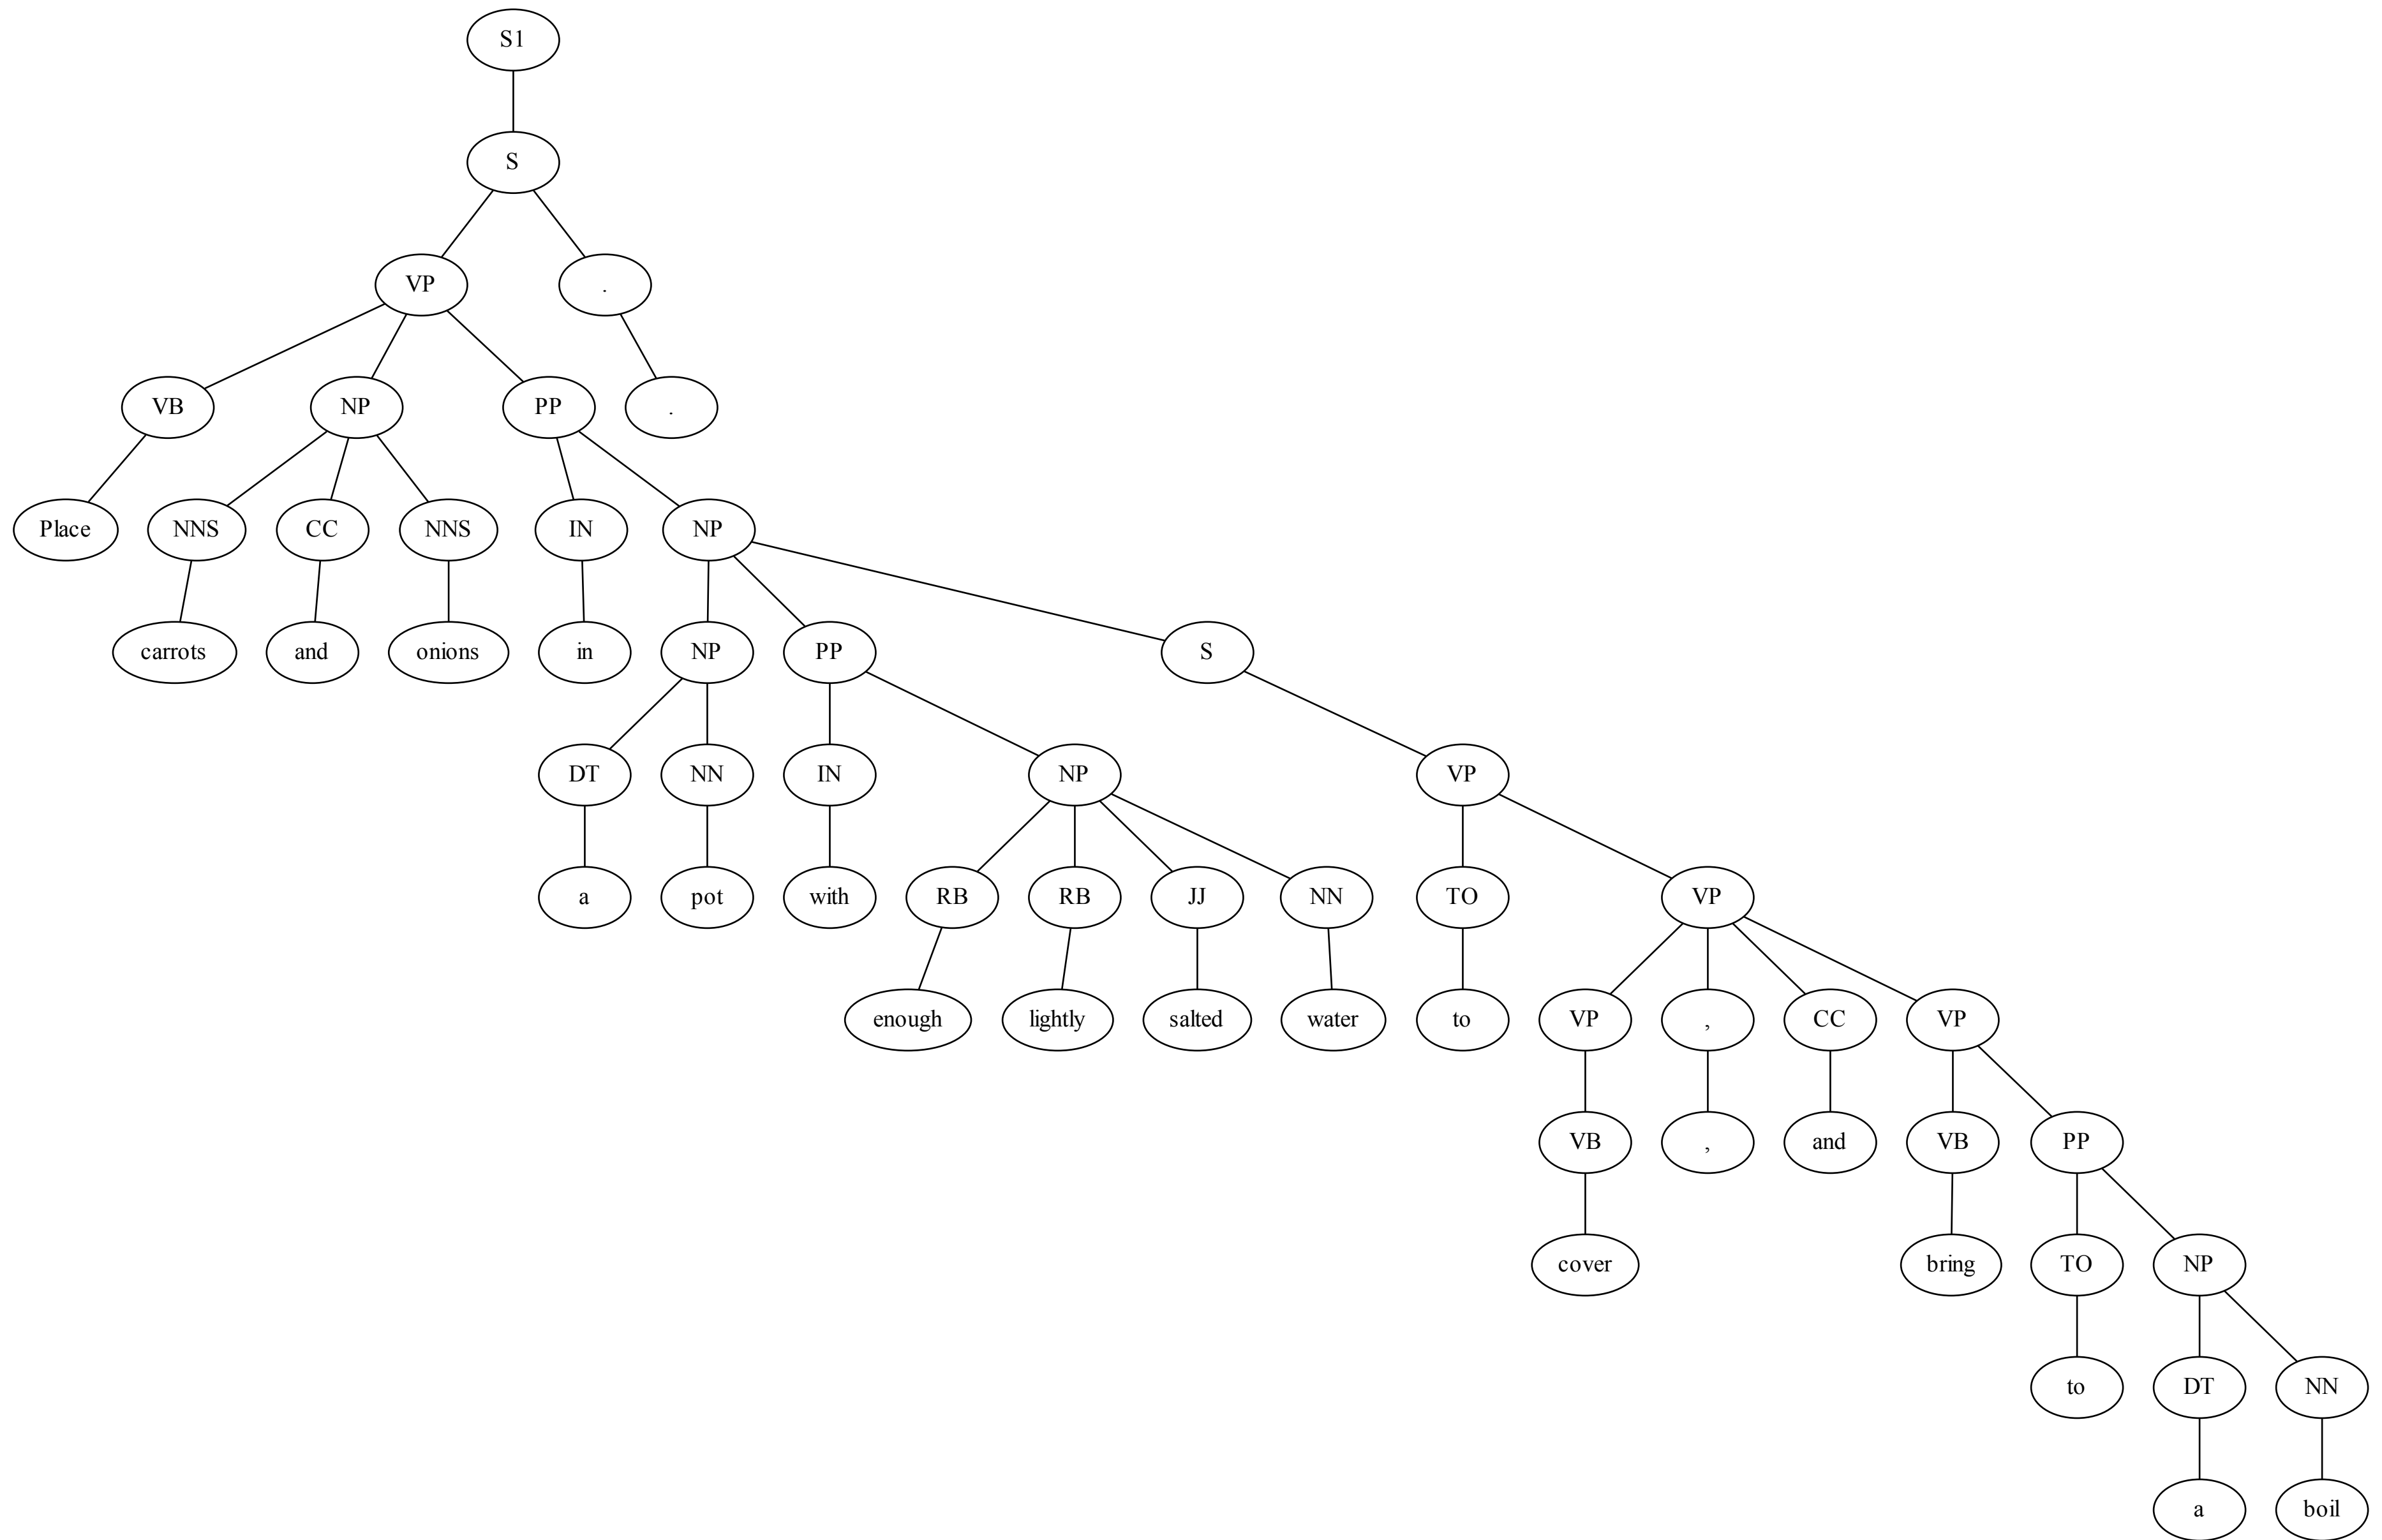 S1
S
VP .
VB NP PP .
Place NNS CC NNS IN NP
carrots and onions in NP PP S
DT NN IN NP VP
a pot with RB RB JJ NN TO VP
enough lightly salted water to VP , CC VP
VB , and VB PP
cover bring TO NP
to DT NN
a boil